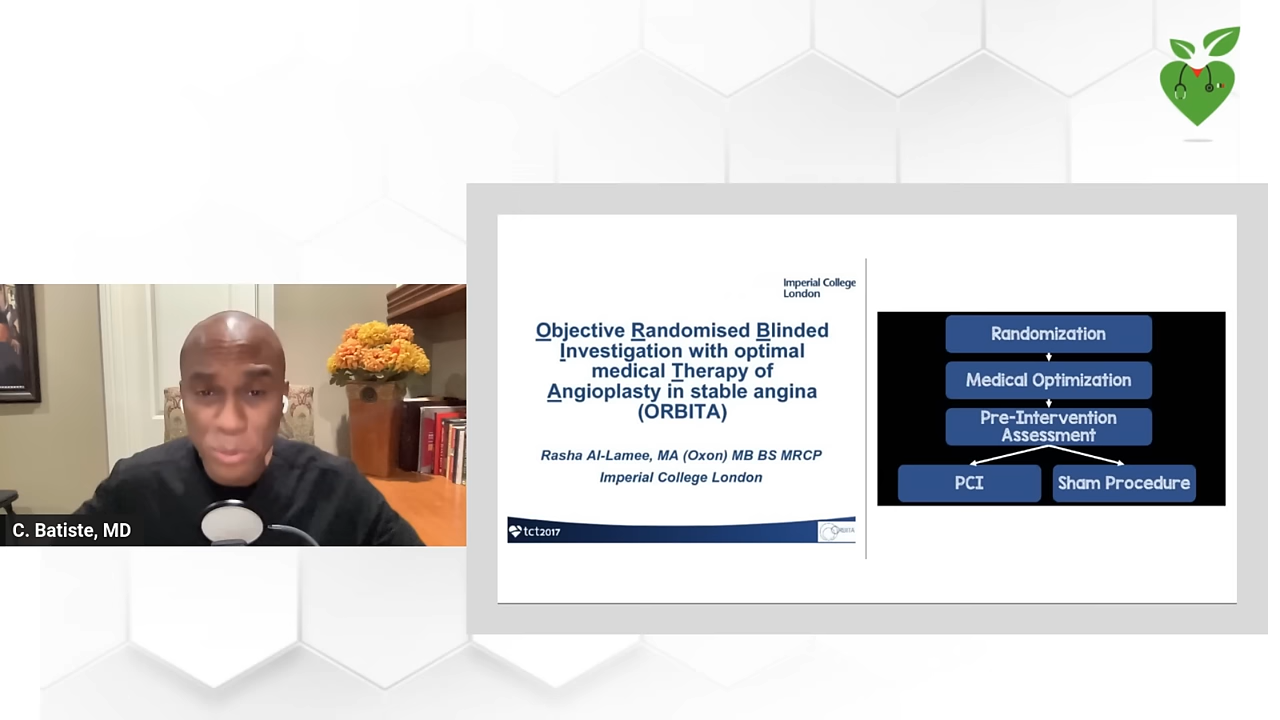 C. Batiste, MD
Imperial College
London
Objective Randomised Blinded
Investigation with optimal
medical Therapy of
Angioplasty in stable angina
(ORBITA)
Rasha Al-Lamee, MA (Oxon) MB BS MRCP
Imperial College London
tct2017
ORBITA
Randomization
Medical Optimization
Pre-Intervention
Assessment
PCI
Sham Procedure